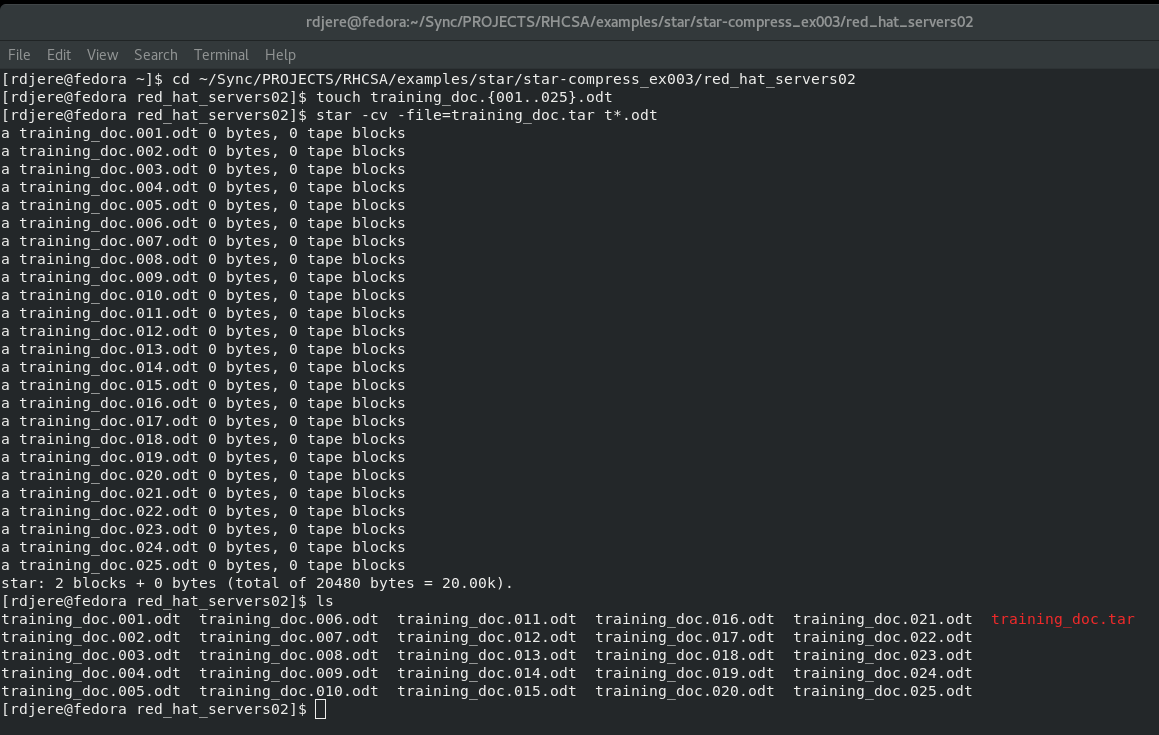 rdjere@fedora:~/Sync/PROJECTS/RHCSA/examples/star/star-compress_ex003/red_hat_servers02
File Edit View Search Terminal Help
[rdjere@fedora ~]$ cd ~/Sync/PROJECTS/RHCSA/examples/star/star-compress_ex003/red_hat_servers02
[rdjere@fedora red_hat_servers02]$ touch training_doc.{001..025}.odt
[rdjere@fedora red_hat_servers02]$ star -cv -file=training_doc.tar t*.odt
a training_doc.001.odt 0 bytes, 0 tape blocks
a training_doc.002.odt 0 bytes, 0 tape blocks
a training_doc.003.odt 0 bytes, 0 tape blocks
a training_doc.004.odt 0 bytes, 0 tape blocks
a training_doc.005.odt 0 bytes, 0 tape blocks
a training_doc.006.odt 0 bytes, 0 tape blocks
a training_doc.007.odt 0 bytes, 0 tape blocks
a training_doc.008.odt 0 bytes, 0 tape blocks
a training_doc.009.odt 0 bytes, 0 tape blocks
a training_doc.010.odt 0 bytes, 0 tape blocks
a training_doc.011.odt 0 bytes, 0 tape blocks
a training_doc.012.odt 0 bytes, 0 tape blocks
a training_doc.013.odt 0 bytes, 0 tape blocks
a training_doc.014.odt 0 bytes, 0 tape blocks
a training_doc.015.odt 0 bytes, 0 tape blocks
a training_doc.016.odt 0 bytes, 0 tape blocks
a training_doc.017.odt 0 bytes, 0 tape blocks
a training_doc.018.odt 0 bytes, 0 tape blocks
a training_doc.019.odt 0 bytes, 0 tape blocks
a training_doc.020.odt 0 bytes, 0 tape blocks
a training_doc.021.odt 0 bytes, 0 tape blocks
a training_doc.022.odt 0 bytes, 0 tape blocks
a training_doc.023.odt 0 bytes, 0 tape blocks
a training_doc.024.odt 0 bytes, 0 tape blocks
a training_doc.025.odt 0 bytes, 0 tape blocks
star: 2 blocks + 0 bytes (total of 20480 bytes = 20.00k).
[rdjere@fedora red_hat_servers02]$ ls
training_doc.001.odt training_doc.006.odt training_doc.011.odt training_doc.016.odt training_doc.021.odt training_doc.tar
training_doc.002.odt training_doc.007.odt training_doc.012.odt training_doc.017.odt training_doc.022.odt
training_doc.003.odt training_doc.008.odt training_doc.013.odt training_doc.018.odt training_doc.023.odt
training_doc.004.odt training_doc.009.odt training_doc.014.odt training_doc.019.odt training_doc.024.odt
training_doc.005.odt training_doc.010.odt training_doc.015.odt training_doc.020.odt training_doc.025.odt
[rdjere@fedora red_hat_servers02]$